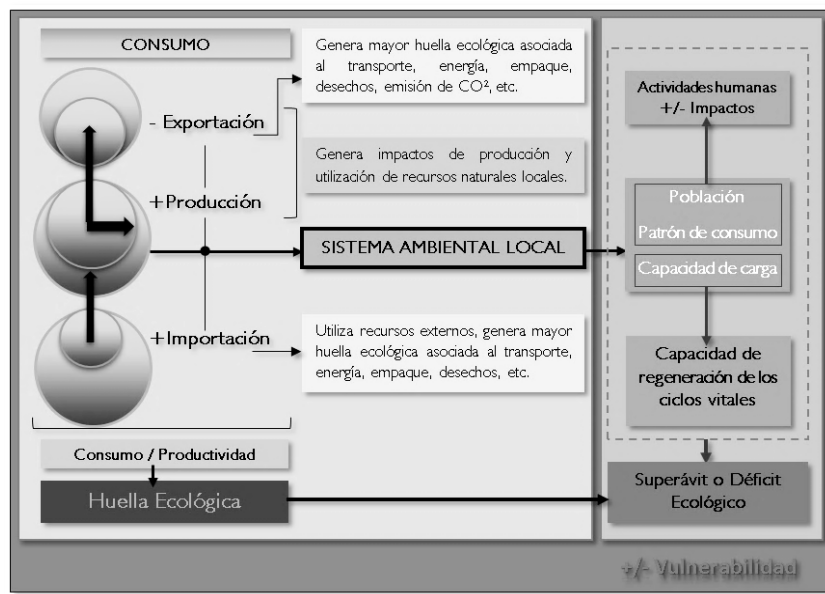 CONSUMO
Genera mayor huella ecológica asociada
al transporte, energía, empaque,
desechos, emisión de CO², etc.
- Exportación
Genera impactos de producción y
utilización de recursos naturales locales.
+Producción
SISTEMA AMBIENTAL LOCAL
+Importación
Utiliza recursos externos, genera mayor
huella ecológica asociada al transporte,
energía, empaque, desechos, etc.
Consumo / Productividad
Huella Ecológica
Actividades humanas
+/- Impactos
Población
Patrón de consumo
Capacidad de carga
Capacidad de
regeneración de los
ciclos vitales
Superávit o Déficit
Ecológico
+/- Vulnerabilidad